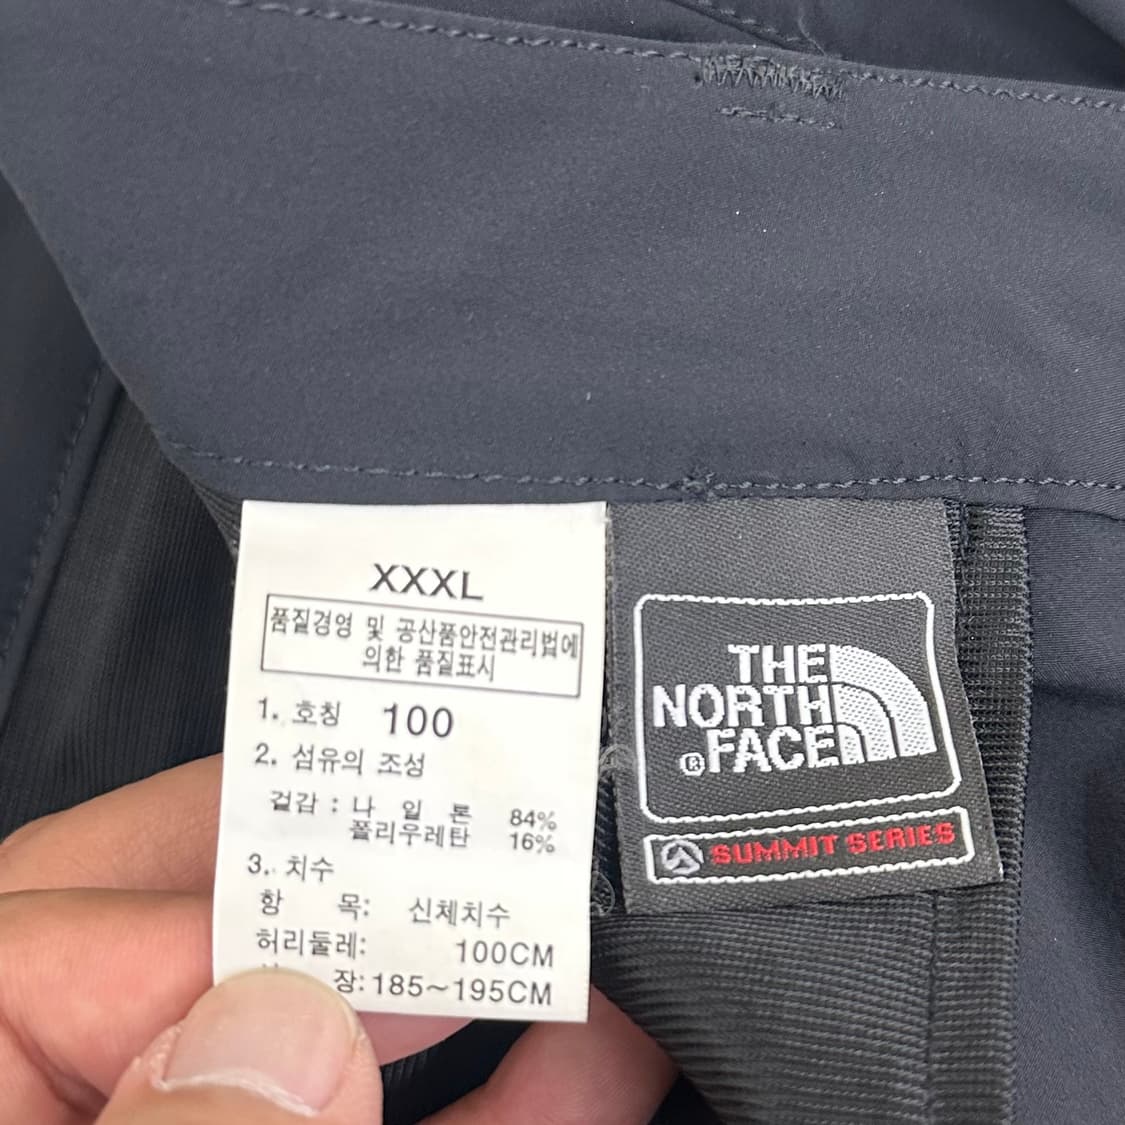 XXXL
품질경영 및 공산품안전관리법에
의한 품질표시
1. 호칭 100
2. 섬유의 조성
겉감 : 나 일 론 84%
폴리우레탄 16%
3. 치수
항 목: 신체치수
허리둘레: 100CM
장: 185~195CM
THE
NORTH
®FACE
SUMMIT SERIES